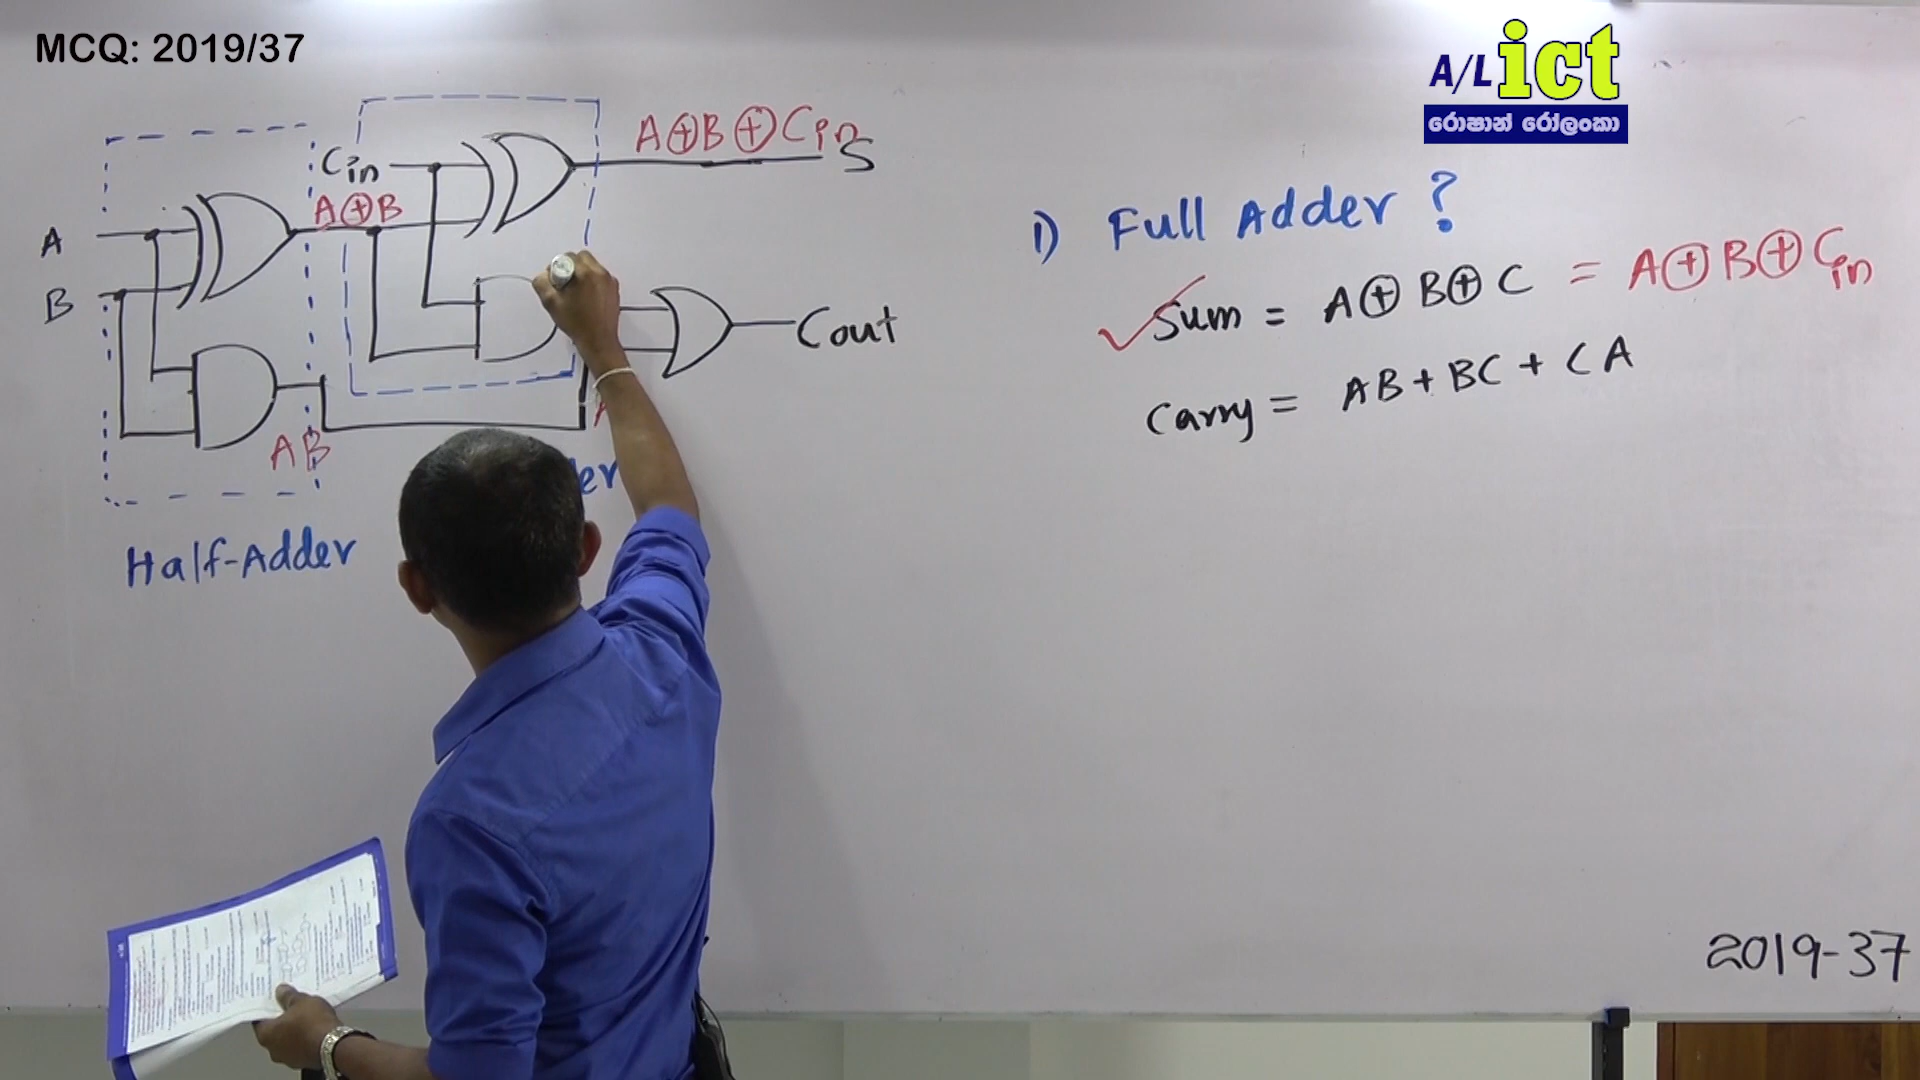 MCQ: 2019/37
A/L ict
රොෂාන් රෝලංකා
A⊕B⊕Cin
S
Cin
A⊕B
A
B
Cout
AB
Half-Adder
1) Full Adder ?
Sum = A⊕B⊕C = A⊕B⊕Cin
Carry = AB + BC + CA
2019-37